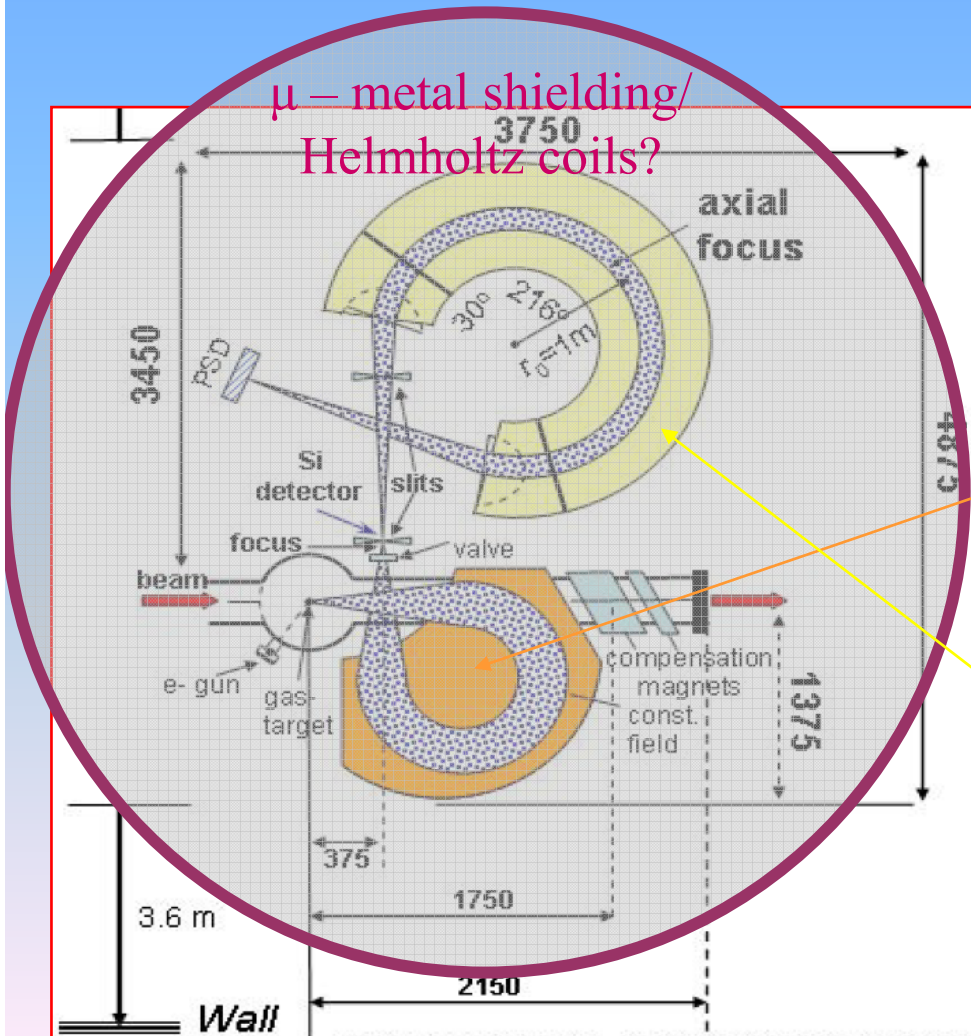 μ – metal shielding/
3750
Helmholtz coils?
axial
focus
30°
216°
r₀=1m
3450
PSD
Si
detector
slits
focus
valve
beam
e- gun
gas-
target
compensation
magnets
const.
field
1375
375
1750
3.6 m
2150
Wall